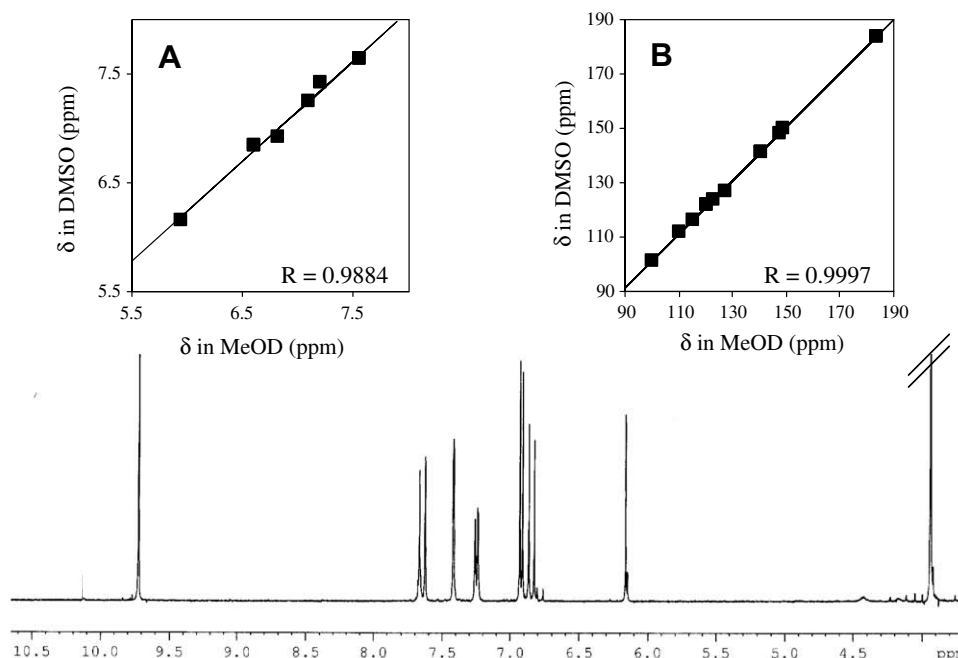 A
7.5
6.5
5.5
5.5 6.5 7.5
δ in DMSO (ppm)
δ in MeOD (ppm)
R = 0.9884
B
190
170
150
130
110
90
90 110 130 150 170 190
δ in DMSO (ppm)
δ in MeOD (ppm)
R = 0.9997
10.5 10.0 9.5 9.0 8.5 8.0 7.5 7.0 6.5 6.0 5.5 5.0 4.5 ppm